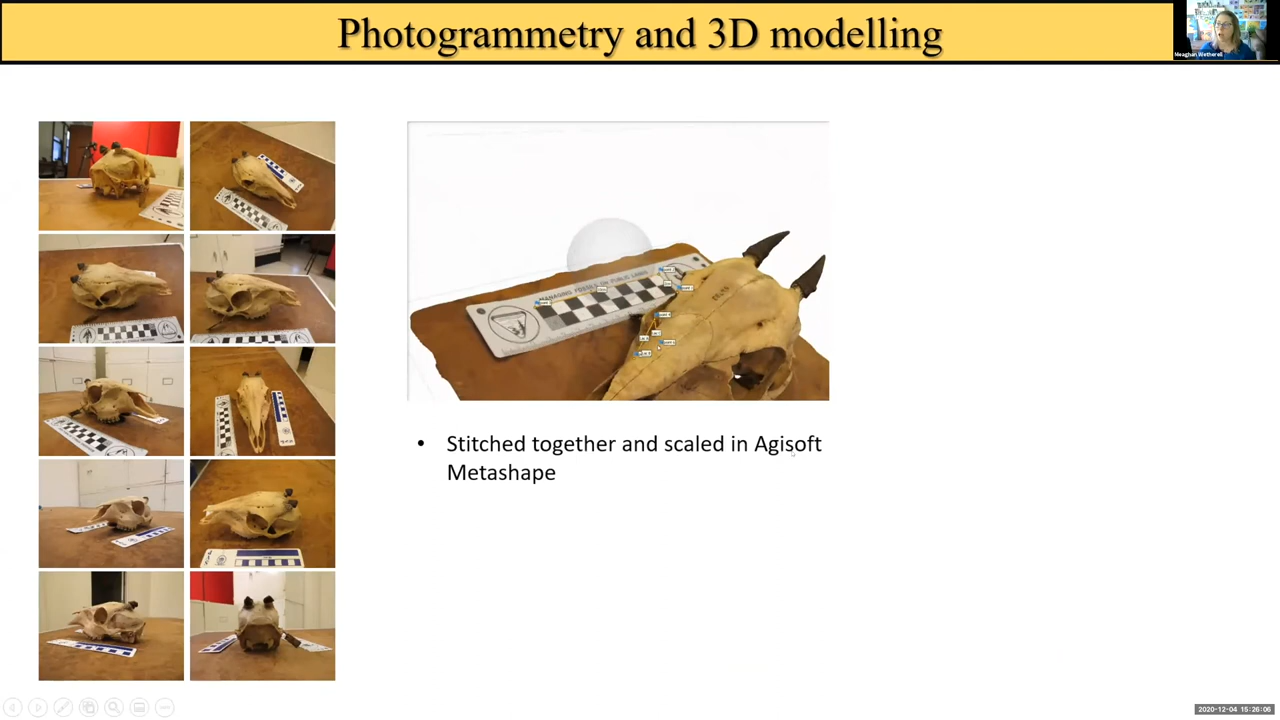 Photogrammetry and 3D modelling
Meaghan Wetherell
MANAGING FOSSILS ON PUBLIC LANDS
• Stitched together and scaled in Agisoft
Metashape
2020-12-04 15:26:06